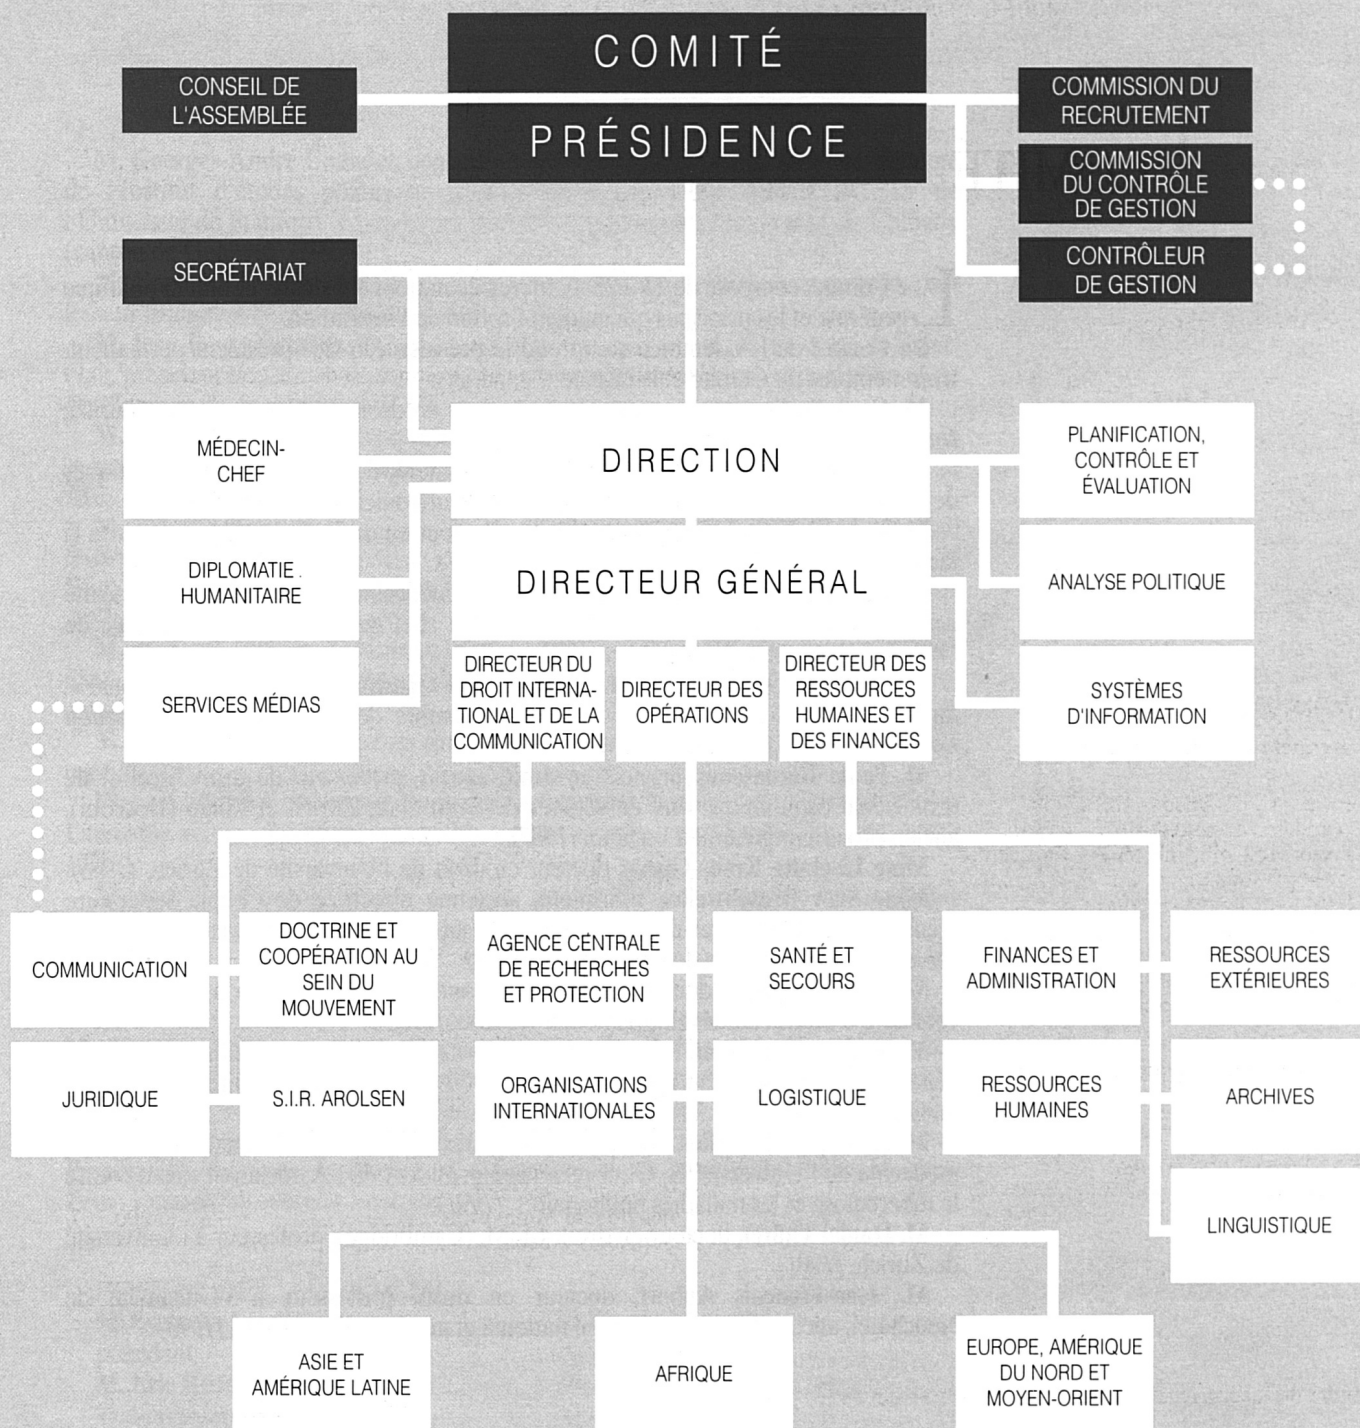 COMITÉ
CONSEIL DE
L'ASSEMBLÉE
COMMISSION DU
RECRUTEMENT
PRÉSIDENCE
COMMISSION
DU CONTRÔLE
DE GESTION
SECRÉTARIAT
CONTRÔLEUR
DE GESTION
MÉDECIN-
CHEF
DIRECTION
PLANIFICATION,
CONTRÔLE ET
ÉVALUATION
DIPLOMATIE
HUMANITAIRE
DIRECTEUR GÉNÉRAL
ANALYSE POLITIQUE
SERVICES MÉDIAS
DIRECTEUR DU
DROIT INTERNA-
TIONAL ET DE LA
COMMUNICATION
DIRECTEUR DES
OPÉRATIONS
DIRECTEUR DES
RESSOURCES
HUMAINES ET
DES FINANCES
SYSTÈMES
D'INFORMATION
COMMUNICATION
DOCTRINE ET
COOPÉRATION AU
SEIN DU
MOUVEMENT
AGENCE CENTRALE
DE RECHERCHES
ET PROTECTION
SANTÉ ET
SECOURS
FINANCES ET
ADMINISTRATION
RESSOURCES
EXTÉRIEURES
JURIDIQUE
S.I.R. AROLSEN
ORGANISATIONS
INTERNATIONALES
LOGISTIQUE
RESSOURCES
HUMAINES
ARCHIVES
LINGUISTIQUE
ASIE ET
AMÉRIQUE LATINE
AFRIQUE
EUROPE, AMÉRIQUE
DU NORD ET
MOYEN-ORIENT